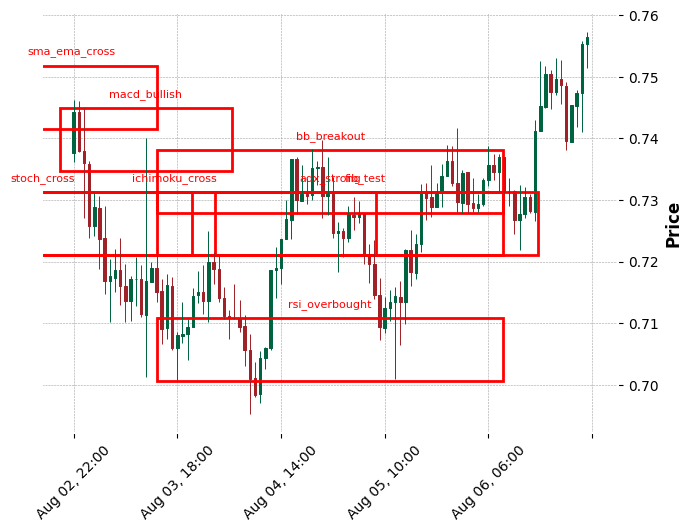 0.76
sma_ema_cross
0.75
macd_bullish
0.74
bb_breakout
stoch_cross
ichimoku_cross
0.73
Price
0.72
0.71
rsi_overbought
0.70
Aug 02, 22:00
Aug 03, 18:00
Aug 04, 14:00
Aug 05, 10:00
Aug 06, 06:00